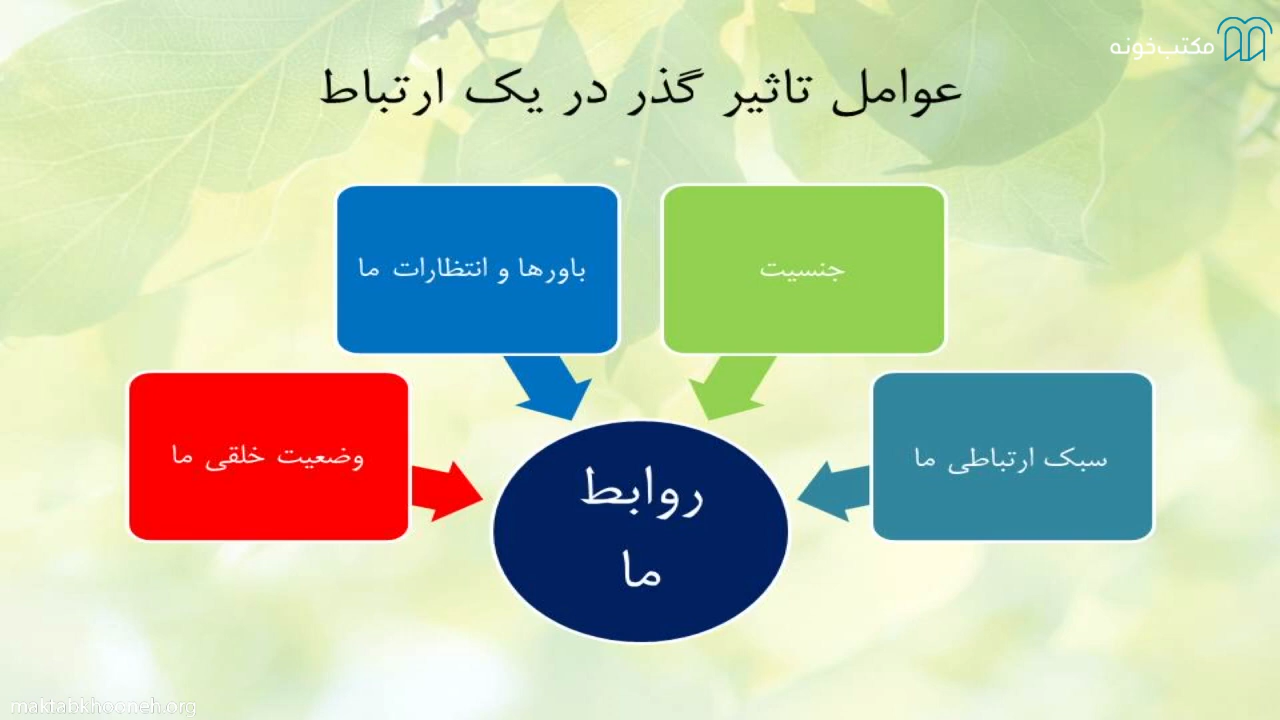 مکتب‌خونه
عوامل تاثیر گذر در یک ارتباط
جنسیت
باورها و انتظارات ما
سبک ارتباطی ما
وضعیت خلقی ما
روابط
ما
maktabkhooneh.org